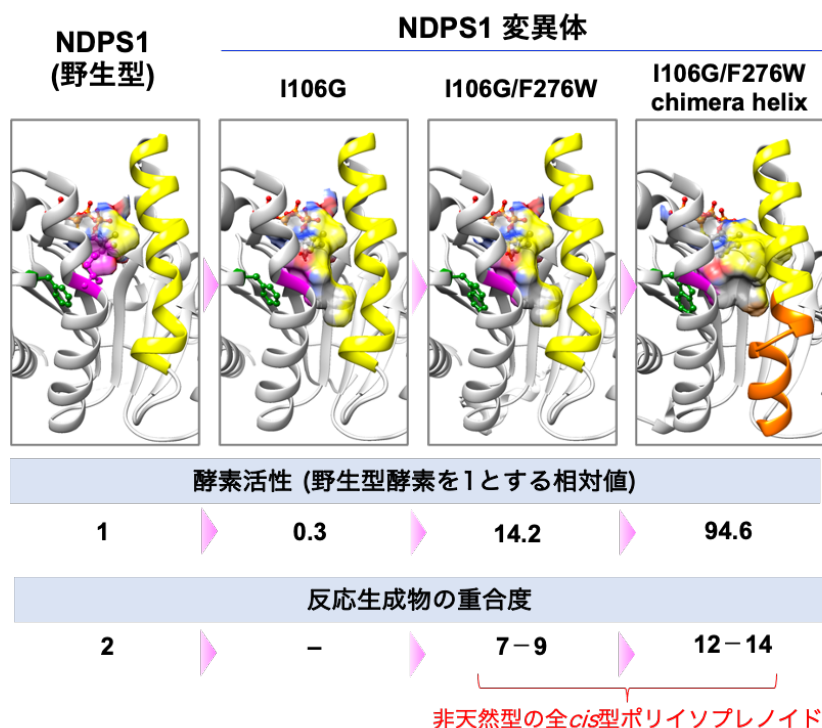 NDPS1
(野生型)
NDPS1 変異体
I106G
I106G/F276W
I106G/F276W
chimera helix
酵素活性 (野生型酵素を1とする相対値)
1
0.3
14.2
94.6
反応生成物の重合度
2
–
7－9
12－14
非天然型の全cis型ポリイソプレノイド